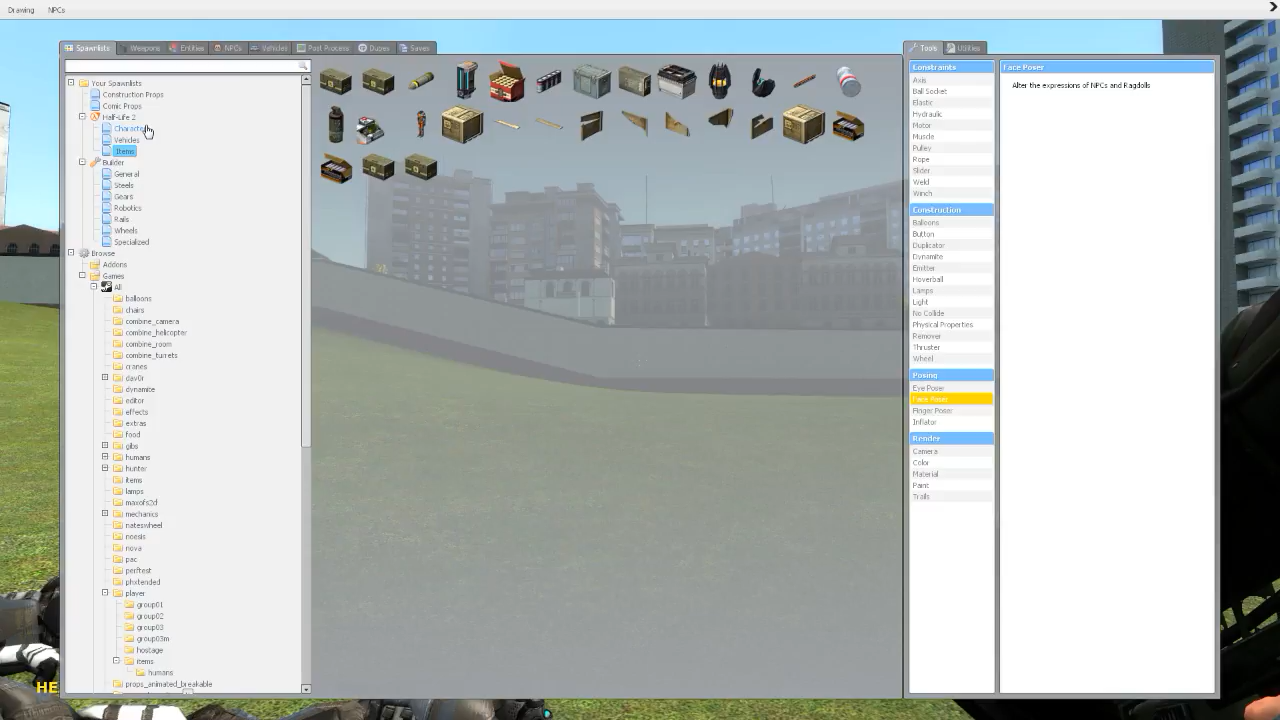 Drawing NPCs
Spawnlists Weapons Entities NPCs Vehicles Post Process Dupes Saves
Your Spawnlists
Construction Props
Comic Props
Half-Life 2
Vehicles
Items
Builder
General
Steels
Gears
Robotics
Rails
Wheels
Specialized
Browse
Addons
Games
All
balloons
chairs
combine_camera
combine_helicopter
combine_room
combine_turrets
cranes
dav0r
dynamite
editor
effects
extras
food
gibs
humans
hunter
items
lamps
maxofs2d
mechanics
nateswheel
noesis
nova
pac
perftest
phxtended
player
group01
group02
group03
group03m
hostage
items
humans
props_animated_breakable
HE
Tools Utilities
Constraints
Axis
Ball Socket
Elastic
Hydraulic
Motor
Muscle
Pulley
Rope
Slider
Weld
Winch
Construction
Balloons
Button
Duplicator
Dynamite
Emitter
Hoverball
Lamps
Light
No Collide
Physical Properties
Remover
Thruster
Wheel
Posing
Eye Poser
Face Poser
Finger Poser
Inflator
Render
Camera
Color
Material
Paint
Trails
Face Poser
Alter the expressions of NPCs and Ragdolls